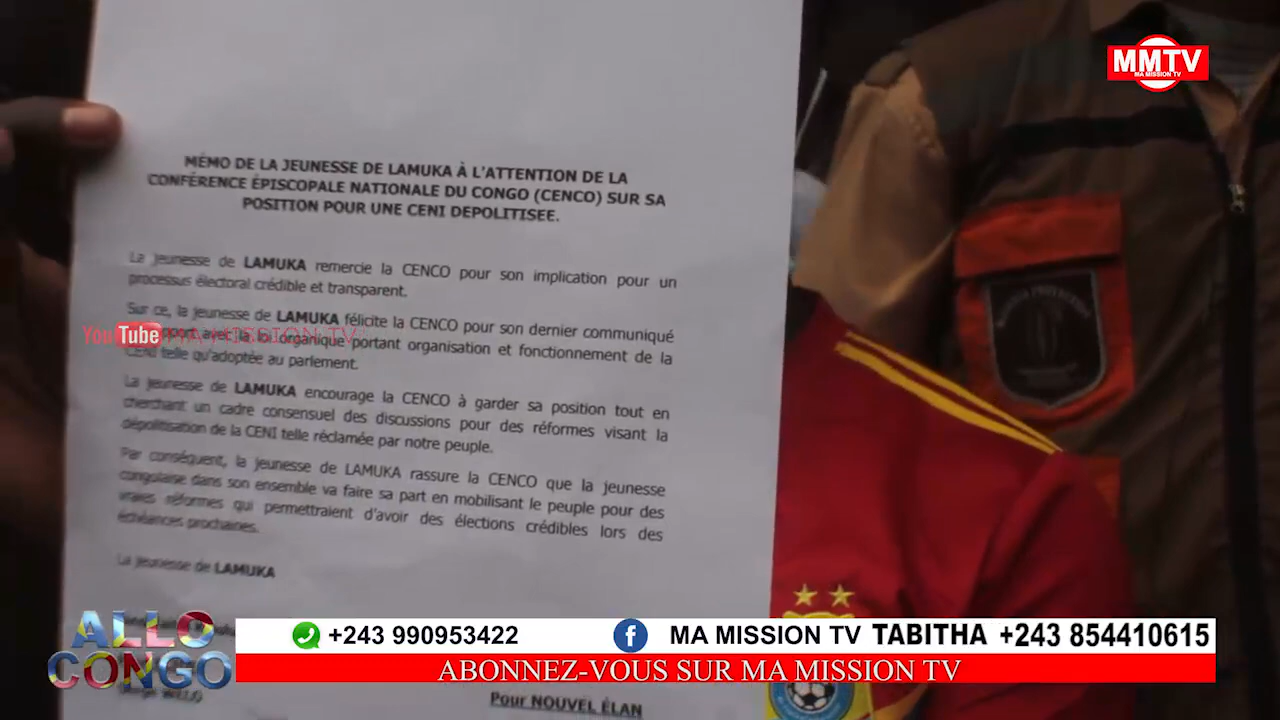 MMTV
MA MISSION TV
MÉMO DE LA JEUNESSE DE LAMUKA À L'ATTENTION DE LA
CONFÉRENCE ÉPISCOPALE NATIONALE DU CONGO (CENCO) SUR SA
POSITION POUR UNE CENI DEPOLITISEE.
La jeunesse de LAMUKA remercie la CENCO pour son implication pour un
processus électoral crédible et transparent.
Sur ce, la jeunesse de LAMUKA félicite la CENCO pour son dernier communiqué
avec la loi organique portant organisation et fonctionnement de la
CENI telle qu'adoptée au parlement.
YouTube MA MISSION TV
La jeunesse de LAMUKA encourage la CENCO à garder sa position tout en
cherchant un cadre consensuel des discussions pour des réformes visant la
dépolitisation de la CENI telle réclamée par notre peuple.
Par conséquent, la jeunesse de LAMUKA rassure la CENCO que la jeunesse
congolaise dans son ensemble va faire sa part en mobilisant le peuple pour des
vraies réformes qui permettraient d'avoir des élections crédibles lors des
échéances prochaines.
La jeunesse de LAMUKA
ALLO
CONGO
+243 990953422 MA MISSION TV TABITHA +243 854410615
ABONNEZ-VOUS SUR MA MISSION TV
Pour NOUVEL ÉLAN